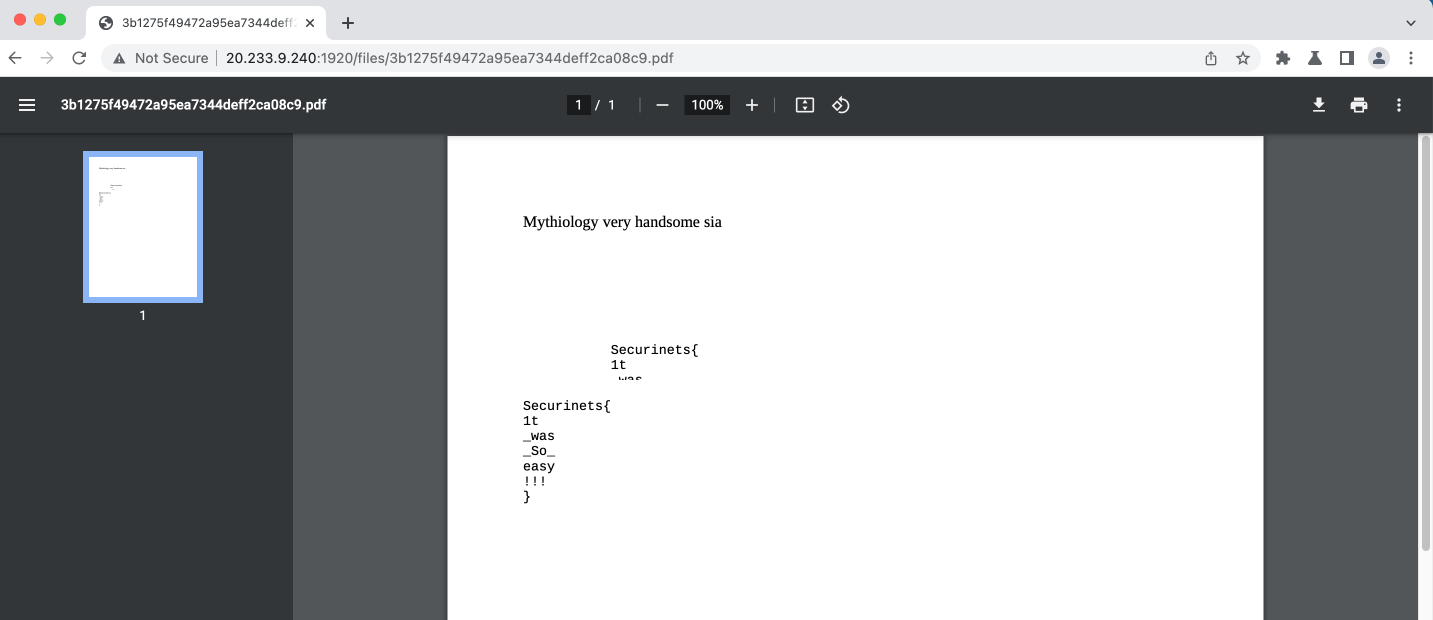 3b1275f49472a95ea7344deff
Not Secure
20.233.9.240:1920/files/3b1275f49472a95ea7344deff2ca08c9.pdf
3b1275f49472a95ea7344deff2ca08c9.pdf
1 / 1
100%
Mythiology very handsome sia
Securinets{
1t
_was
Securinets{
1t
_was
_So_
easy
!!!
}
1